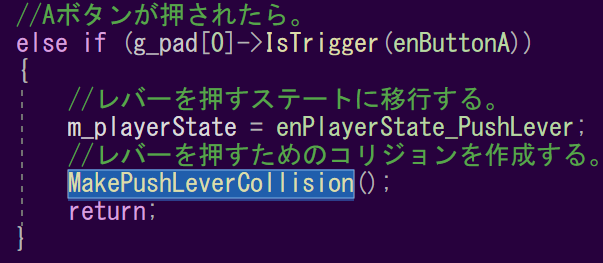 //Aボタンが押されたら。
else if (g_pad[0]->IsTrigger(enButtonA))
{
//レバーを押すステートに移行する。
m_playerState = enPlayerState_PushLever;
//レバーを押すためのコリジョンを作成する。
MakePushLeverCollision();
return;
}